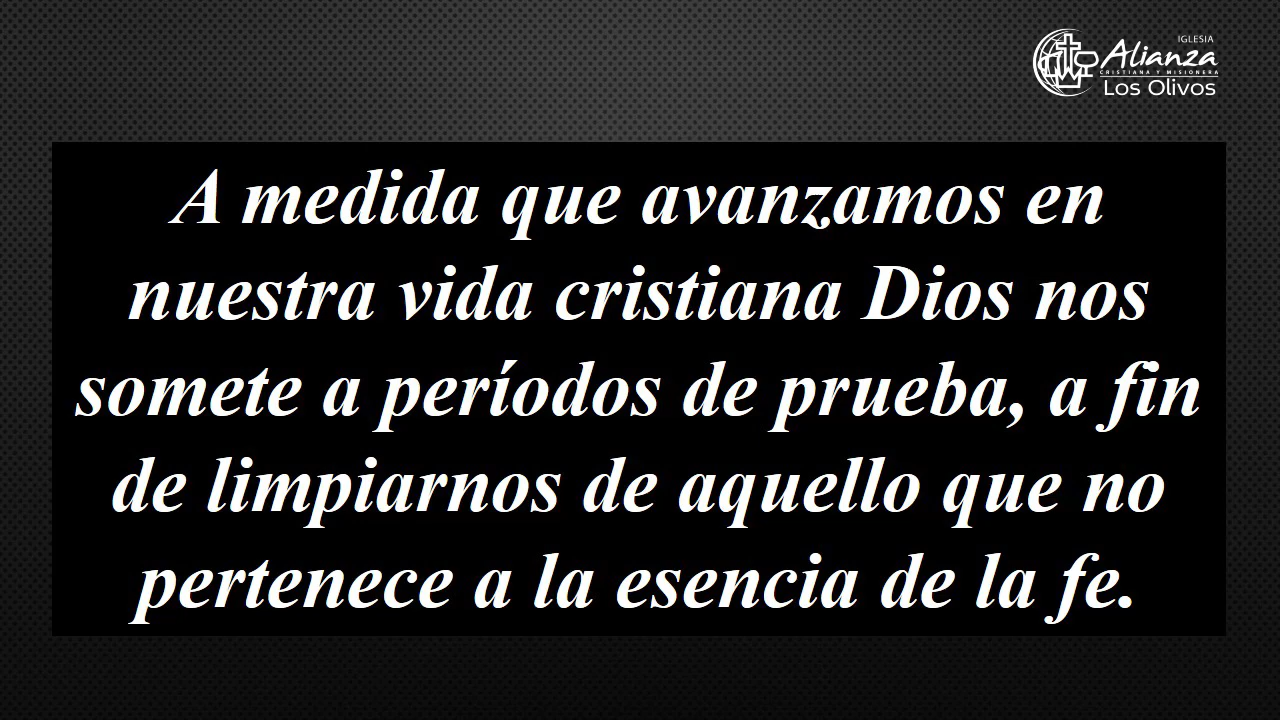 IGLESIA
Alianza
CRISTIANA Y MISIONERA
Los Olivos
A medida que avanzamos en
nuestra vida cristiana Dios nos
somete a períodos de prueba, a fin
de limpiarnos de aquello que no
pertenece a la esencia de la fe.